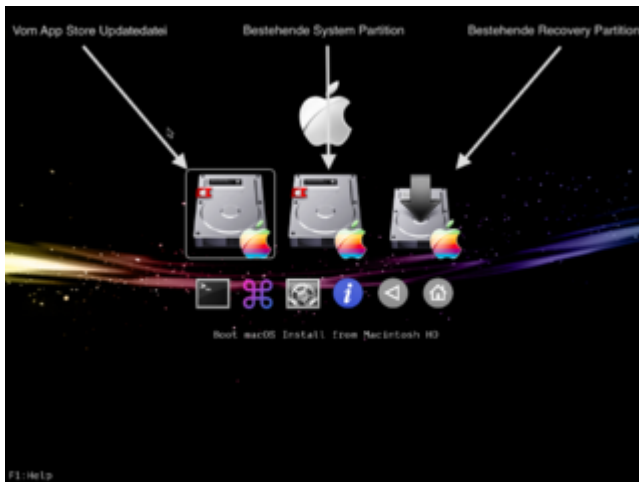 Vom App Store Updatedatei
Bestehende System Partition
Bestehende Recovery Partition
Boot macOS Install from Macintosh HD
F1:Help